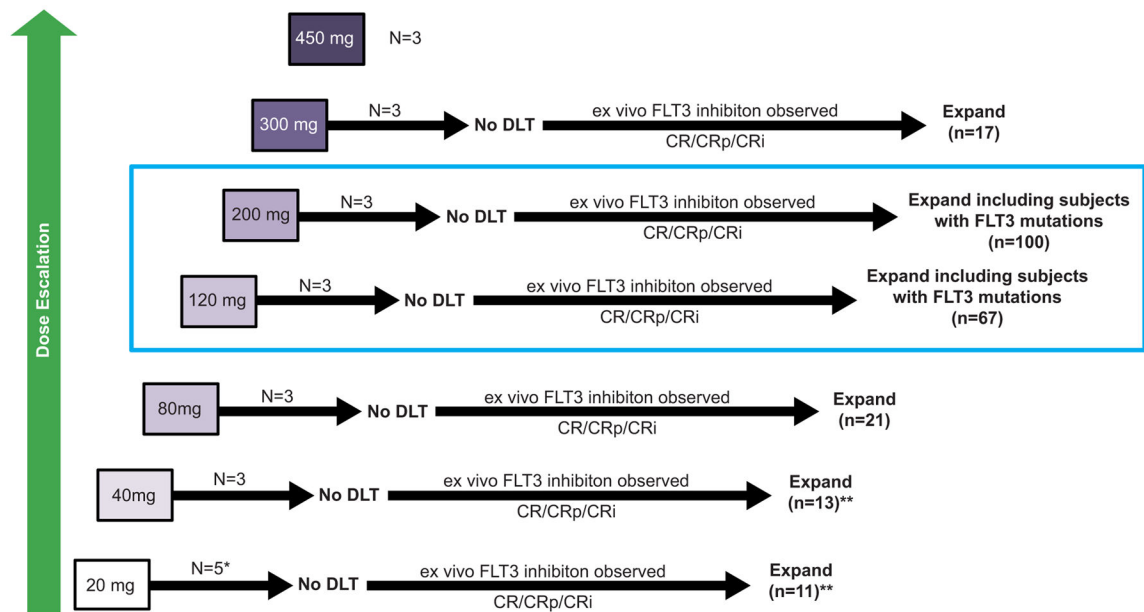 Dose Escalation
450 mg N=3
300 mg N=3 No DLT ex vivo FLT3 inhibiton observed Expand
CR/CRp/CRi (n=17)
200 mg N=3 No DLT ex vivo FLT3 inhibiton observed Expand including subjects
CR/CRp/CRi with FLT3 mutations
(n=100)
120 mg N=3 No DLT ex vivo FLT3 inhibiton observed Expand including subjects
CR/CRp/CRi with FLT3 mutations
(n=67)
80mg N=3 No DLT ex vivo FLT3 inhibiton observed Expand
CR/CRp/CRi (n=21)
40mg N=3 No DLT ex vivo FLT3 inhibiton observed Expand
CR/CRp/CRi (n=13)**
20 mg N=5* No DLT ex vivo FLT3 inhibiton observed Expand
CR/CRp/CRi (n=11)**